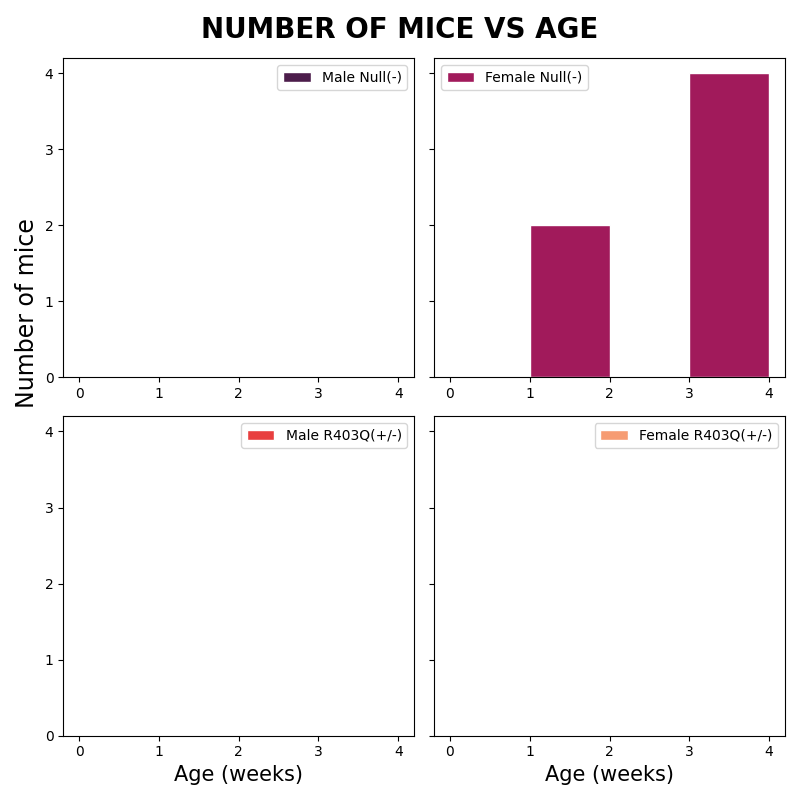 NUMBER OF MICE VS AGE
Number of mice
4
3
2
1
0
Male Null(-)
0 1 2 3 4
Female Null(-)
0 1 2 3 4
4
3
2
1
0
Male R403Q(+/-)
0 1 2 3 4
Age (weeks)
Female R403Q(+/-)
0 1 2 3 4
Age (weeks)